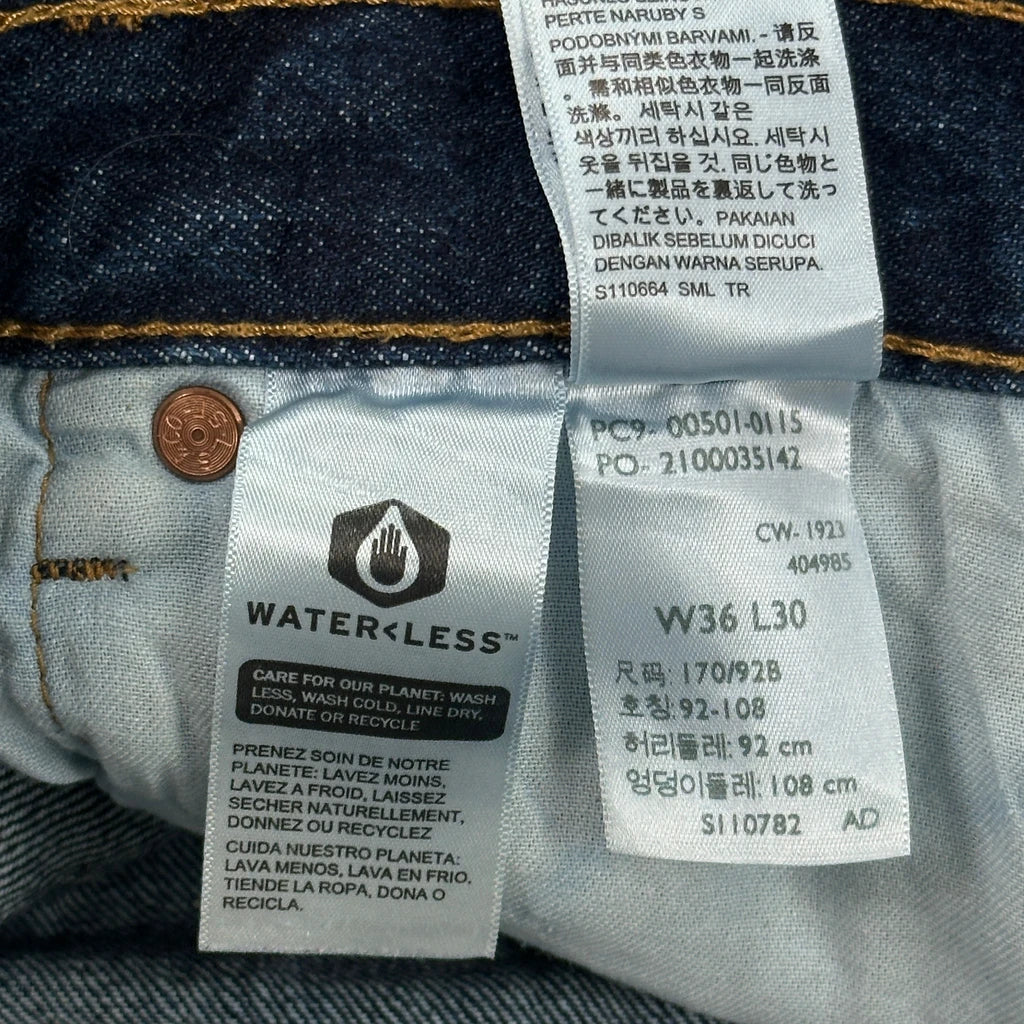 PERTE NARUBY S
PODOBNÝMI BARVAMI. - 请反
面并与同类色衣物一起洗涤
。需和相似色衣物一同反面
洗滌。세탁시 같은
색상끼리 하십시요. 세탁시
옷을 뒤집을 것. 同じ色物と
一緒に製品を裏返して洗っ
てください。PAKAIAN
DIBALIK SEBELUM DICUCI
DENGAN WARNA SERUPA.
S110664 SML TR
WATER<LESS™
CARE FOR OUR PLANET: WASH
LESS, WASH COLD, LINE DRY,
DONATE OR RECYCLE
PRENEZ SOIN DE NOTRE
PLANETE: LAVEZ MOINS,
LAVEZ A FROID, LAISSEZ
SECHER NATURELLEMENT,
DONNEZ OU RECYCLEZ
CUIDA NUESTRO PLANETA:
LAVA MENOS, LAVA EN FRIO,
TIENDE LA ROPA, DONA O
RECICLA.
PC9- 00501-0115
PO- 2100035142
CW- 1923
404985
W36 L30
尺码: 170/92B
호칭: 92-108
허리둘레: 92 cm
엉덩이둘레: 108 cm
S110782 AD